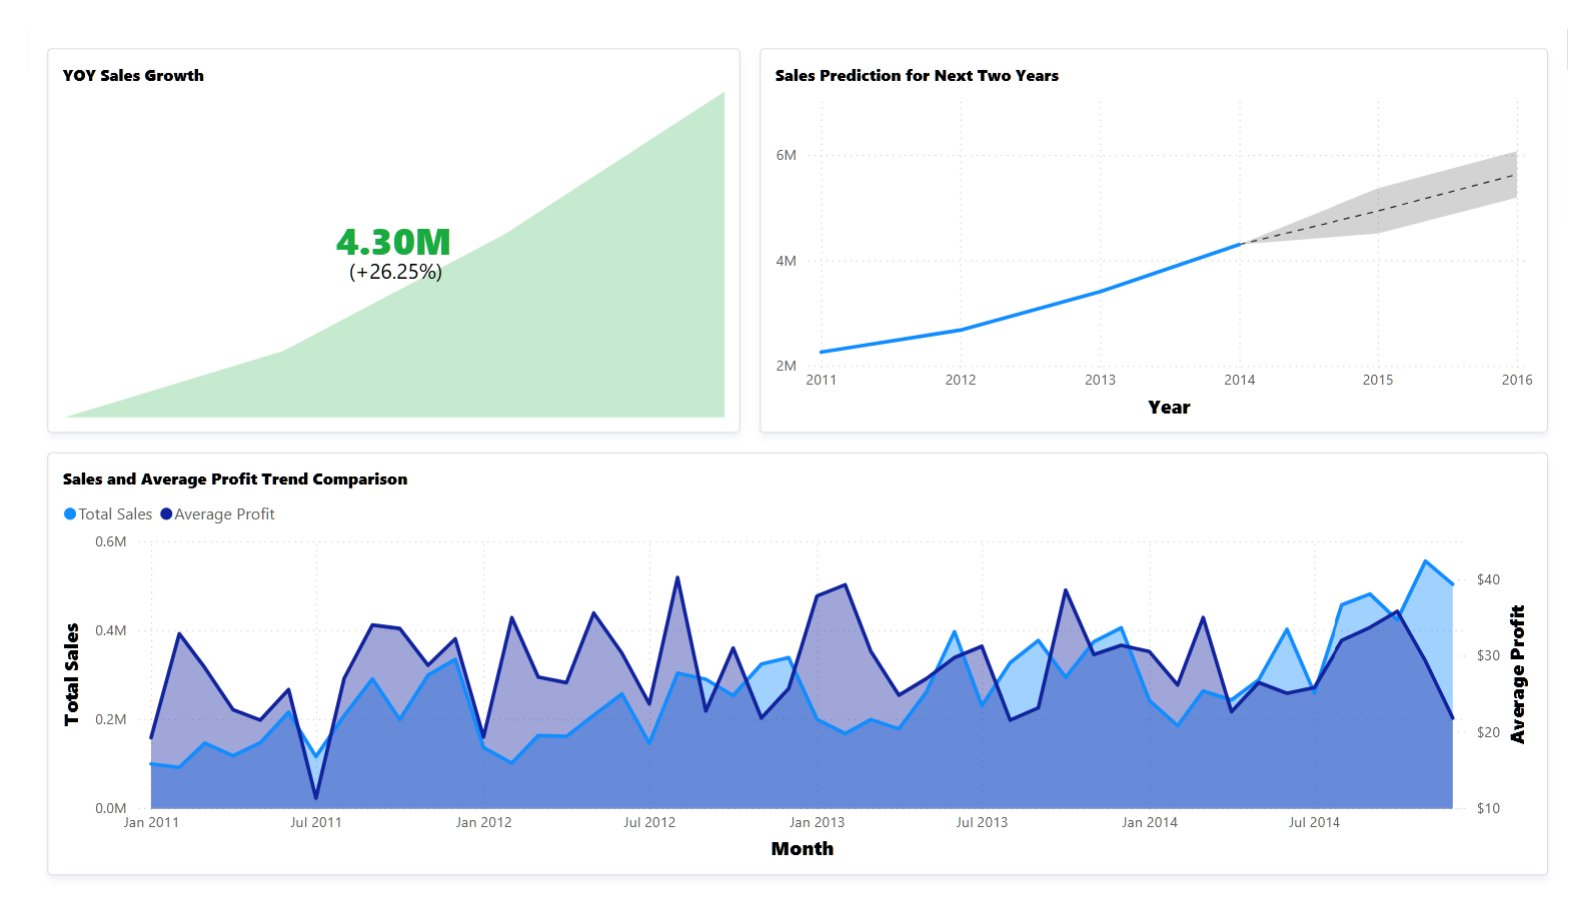 YOY Sales Growth
4.30M
(+26.25%)
Sales Prediction for Next Two Years
6M
4M
2M
2011 2012 2013 2014 2015 2016
Year
Sales and Average Profit Trend Comparison
Total Sales Average Profit
Total Sales
0.6M
0.4M
0.2M
0.0M
$40
$30
$20
$10
Average Profit
Jan 2011 Jul 2011 Jan 2012 Jul 2012 Jan 2013 Jul 2013 Jan 2014 Jul 2014
Month